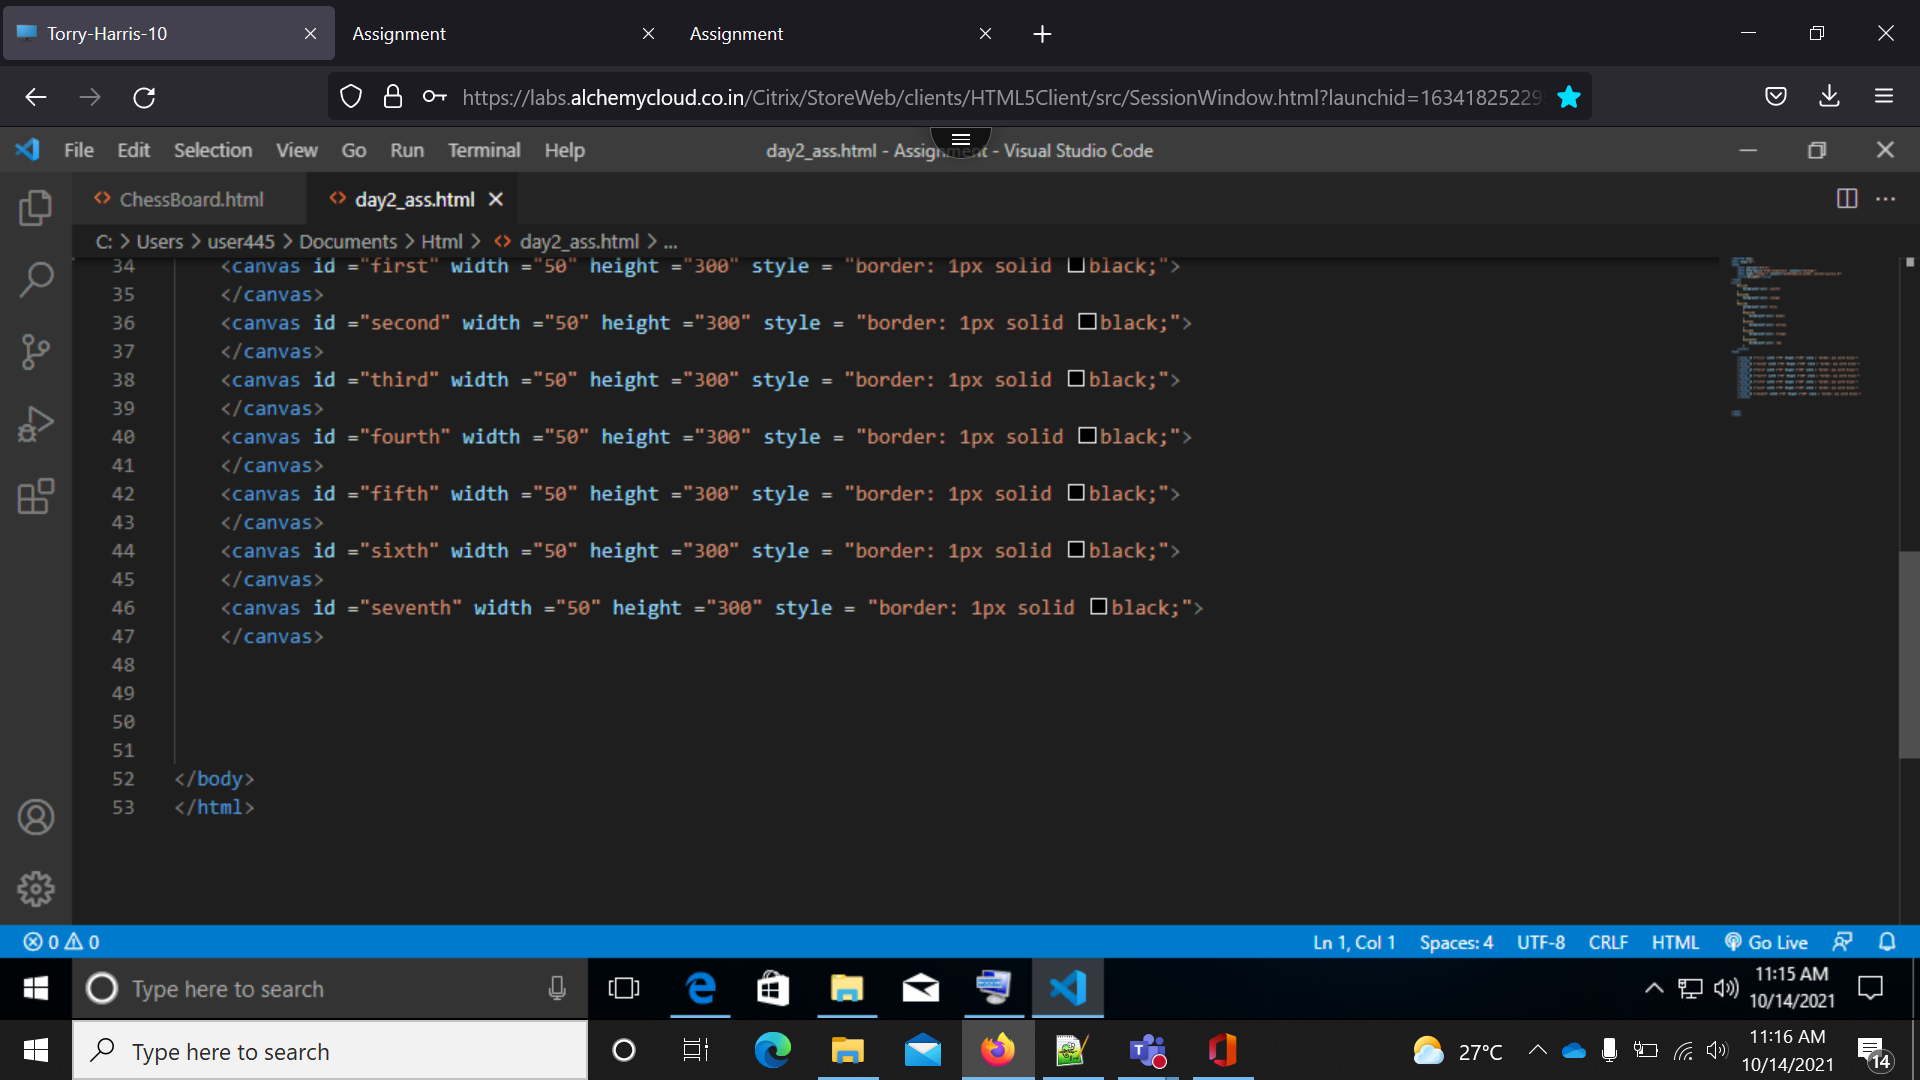 Torry-Harris-10
Assignment
Assignment
https://labs.alchemycloud.co.in/Citrix/StoreWeb/clients/HTML5Client/src/SessionWindow.html?launchid=16341825229
File Edit Selection View Go Run Terminal Help
day2_ass.html - Assignment - Visual Studio Code
ChessBoard.html
day2_ass.html
C: > Users > user445 > Documents > Html > day2_ass.html > ...
34 <canvas id ="first" width ="50" height ="300" style = "border: 1px solid black;">
35 </canvas>
36 <canvas id ="second" width ="50" height ="300" style = "border: 1px solid black;">
37 </canvas>
38 <canvas id ="third" width ="50" height ="300" style = "border: 1px solid black;">
39 </canvas>
40 <canvas id ="fourth" width ="50" height ="300" style = "border: 1px solid black;">
41 </canvas>
42 <canvas id ="fifth" width ="50" height ="300" style = "border: 1px solid black;">
43 </canvas>
44 <canvas id ="sixth" width ="50" height ="300" style = "border: 1px solid black;">
45 </canvas>
46 <canvas id ="seventh" width ="50" height ="300" style = "border: 1px solid black;">
47 </canvas>
48
49
50
51
52 </body>
53 </html>
0 0
Ln 1, Col 1 Spaces: 4 UTF-8 CRLF HTML Go Live
Type here to search
11:15 AM
10/14/2021
Type here to search
27°C
11:16 AM
10/14/2021
14